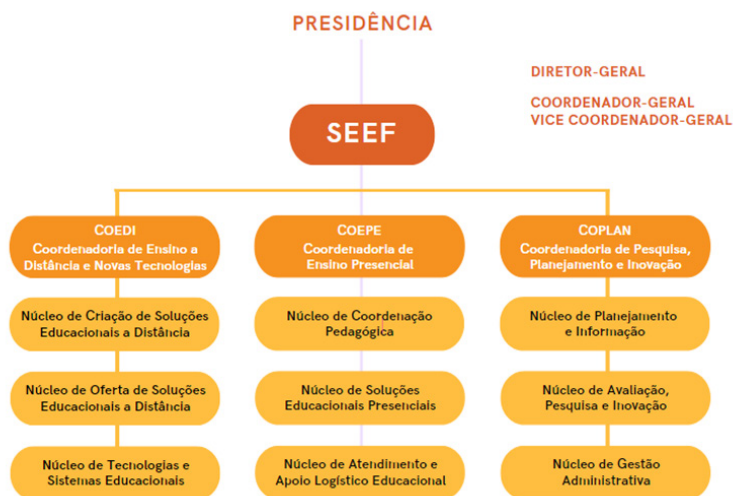 PRESIDÊNCIA
DIRETOR-GERAL
COORDENADOR-GERAL
VICE COORDENADOR-GERAL
SEEF
COEDI
Coordenadoria de Ensino a
Distância e Novas Tecnologias
COEPE
Coordenadoria de
Ensino Presencial
COPLAN
Coordenadoria de Pesquisa,
Planejamento e Inovação
Núcleo de Criação de Soluções
Educacionais a Distância
Núcleo de Coordenação
Pedagógica
Núcleo de Planejamento
e Informação
Núcleo de Oferta de Soluções
Educacionais a Distância
Núcleo de Soluções
Educacionais Presenciais
Núcleo de Avaliação,
Pesquisa e Inovação
Núcleo de Tecnologias e
Sistemas Educacionais
Núcleo de Atendimento e
Apoio Logístico Educacional
Núcleo de Gestão
Administrativa